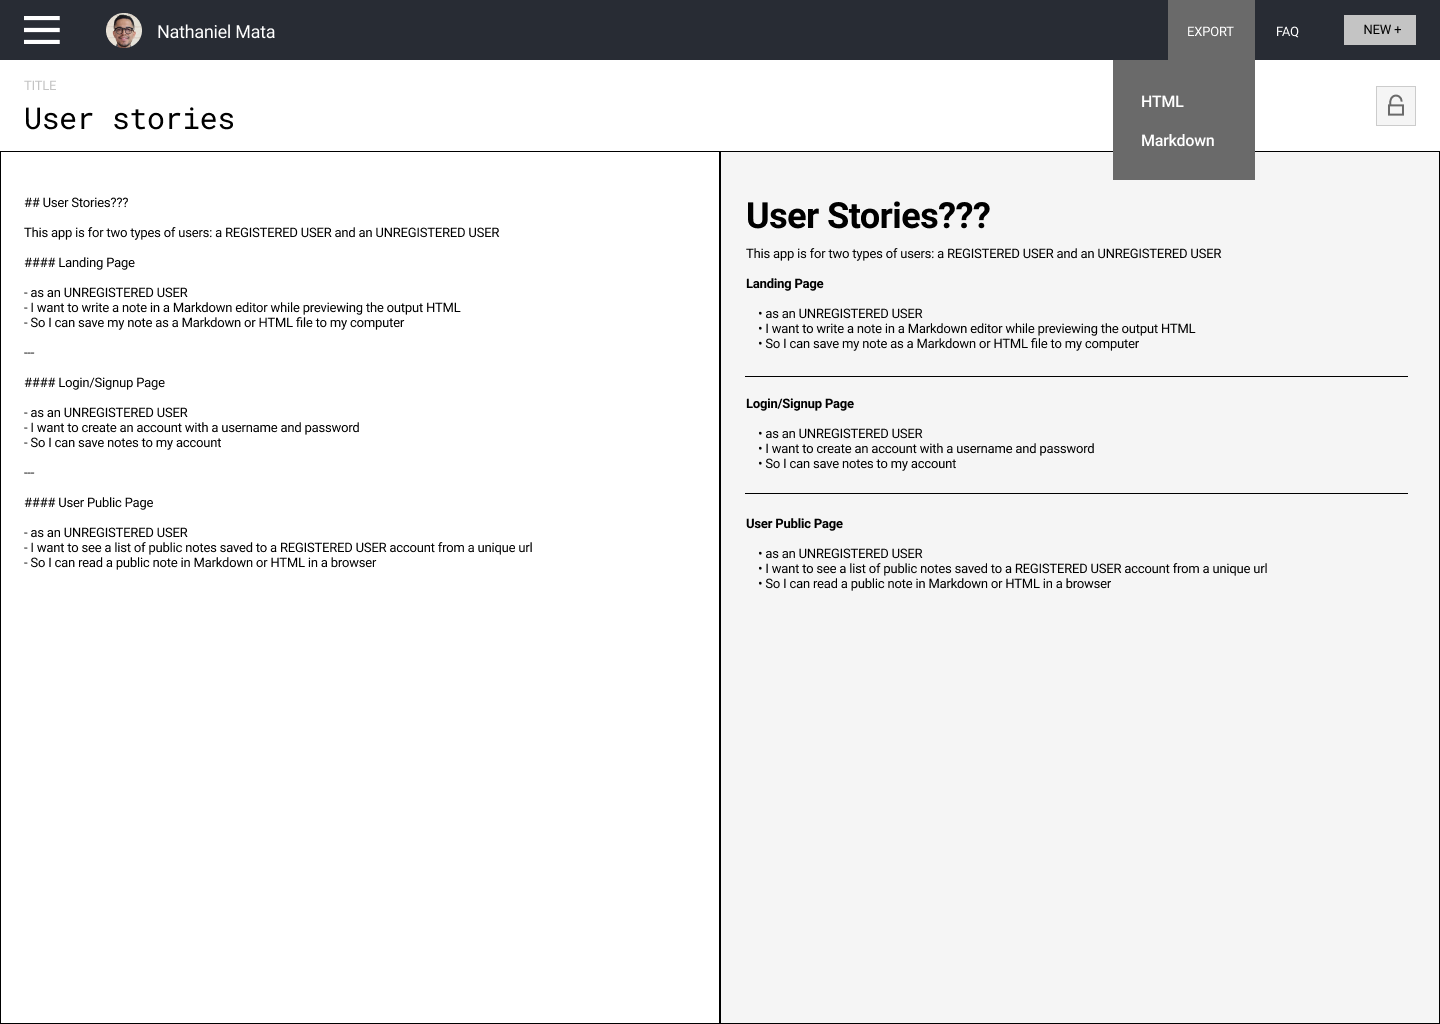 Nathaniel Mata
EXPORT
FAQ
NEW +
HTML
Markdown
TITLE
User stories
## User Stories???
This app is for two types of users: a REGISTERED USER and an UNREGISTERED USER
#### Landing Page
- as an UNREGISTERED USER
- I want to write a note in a Markdown editor while previewing the output HTML
- So I can save my note as a Markdown or HTML file to my computer
---
#### Login/Signup Page
- as an UNREGISTERED USER
- I want to create an account with a username and password
- So I can save notes to my account
---
#### User Public Page
- as an UNREGISTERED USER
- I want to see a list of public notes saved to a REGISTERED USER account from a unique url
- So I can read a public note in Markdown or HTML in a browser
User Stories???
This app is for two types of users: a REGISTERED USER and an UNREGISTERED USER
Landing Page
• as an UNREGISTERED USER
• I want to write a note in a Markdown editor while previewing the output HTML
• So I can save my note as a Markdown or HTML file to my computer
Login/Signup Page
• as an UNREGISTERED USER
• I want to create an account with a username and password
• So I can save notes to my account
User Public Page
• as an UNREGISTERED USER
• I want to see a list of public notes saved to a REGISTERED USER account from a unique url
• So I can read a public note in Markdown or HTML in a browser